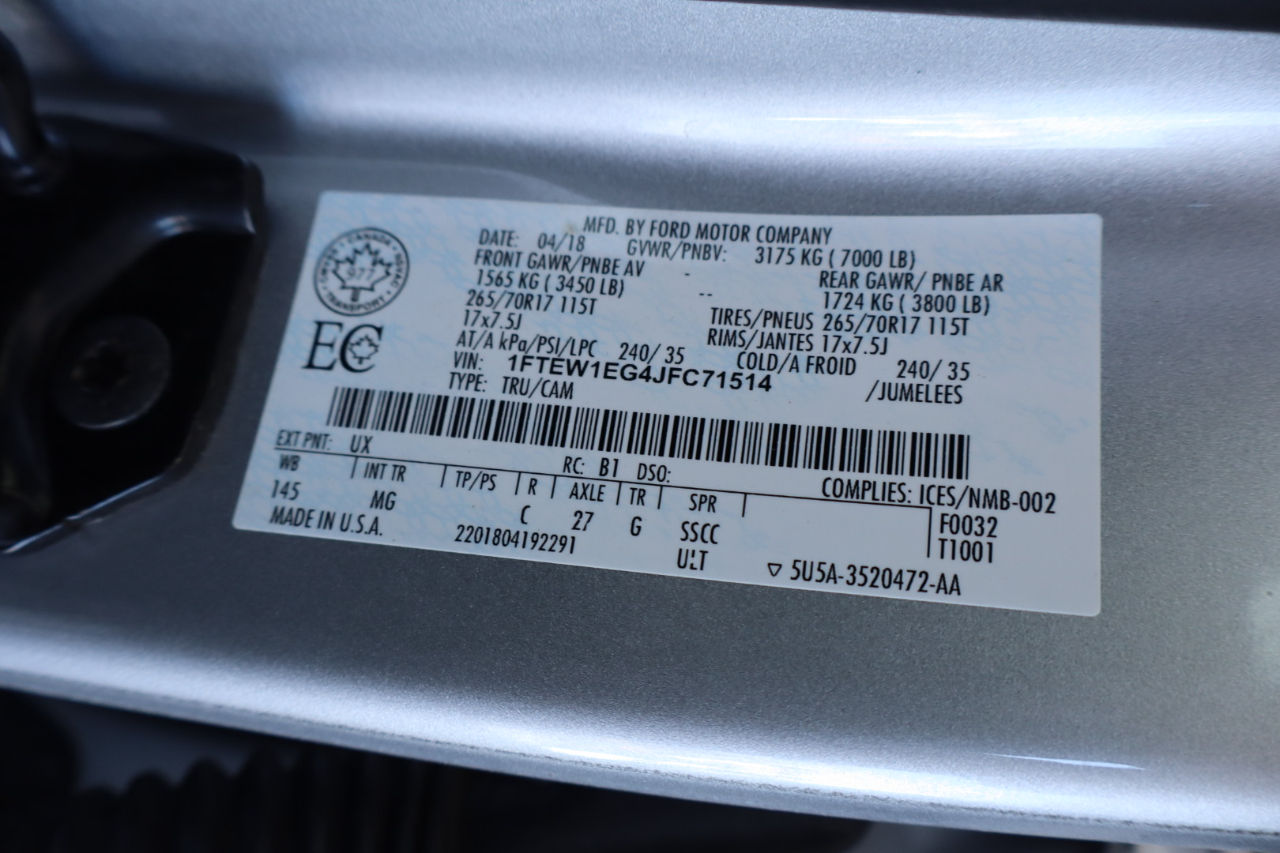 MFD. BY FORD MOTOR COMPANY
DATE: 04/18 GVWR/PNBV: 3175 KG ( 7000 LB)
FRONT GAWR/PNBE AV - REAR GAWR/ PNBE AR
1565 KG ( 3450 LB) -- 1724 KG ( 3800 LB)
265/70R17 115T TIRES/PNEUS 265/70R17 115T
17x7.5J RIMS/JANTES 17x7.5J
AT/A kPa/PSI/LPC 240/ 35 COLD/A FROID 240/ 35
VIN: 1FTEW1EG4JFC71514 /JUMELEES
TYPE: TRU/CAM
CANADA
TRANSPORT
977
EC
EXT PNT: UX RC: B1 DSO: COMPLIES: ICES/NMB-002
WB INT TR TP/PS R AXLE TR SPR F0032
145 MG C 27 G SSCC T1001
MADE IN U.S.A. 2201804192291 ULT ▽ 5U5A-3520472-AA